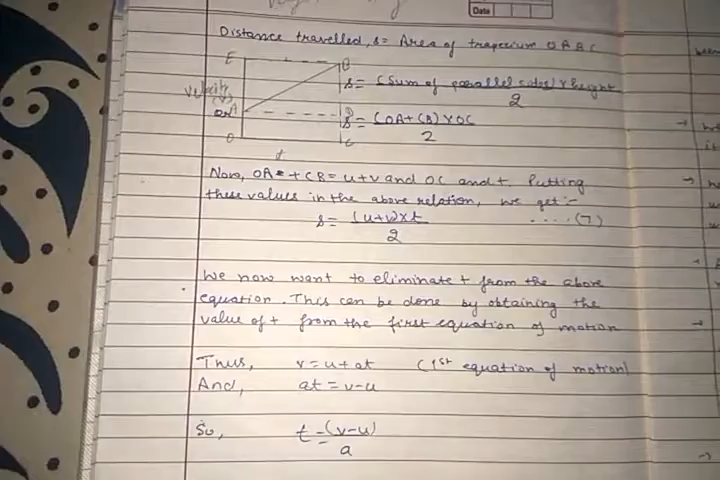 Date
Distance travelled, s = Area of trapezium OABC
E
B
s = (Sum of parallel sides) x height
2
velocity
(v)
A
D
s = (OA+CB) x OC
2
O
C
t
Now, OA + CB = u+v and OC and t. Putting
these values in the above relation, we get:-
s = (u+v) x t ....(7)
2
We now want to eliminate t from the above
equation. This can be done by obtaining the
value of t from the first equation of motion
Thus, v = u + at (1st equation of motion)
And, at = v-u
So, t = (v-u)
a